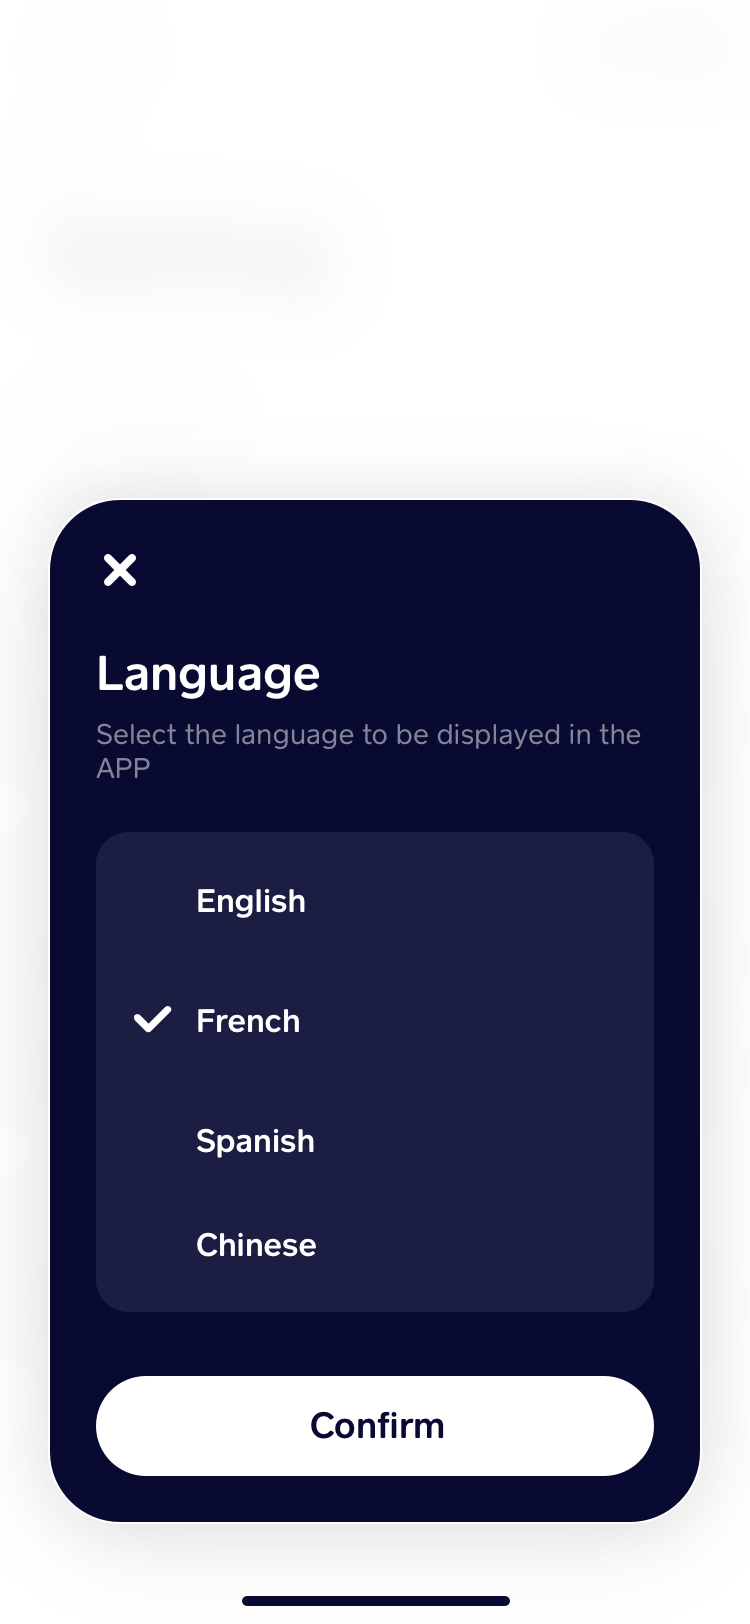 Language
Select the language to be displayed in the
APP
English
French
Spanish
Chinese
Confirm